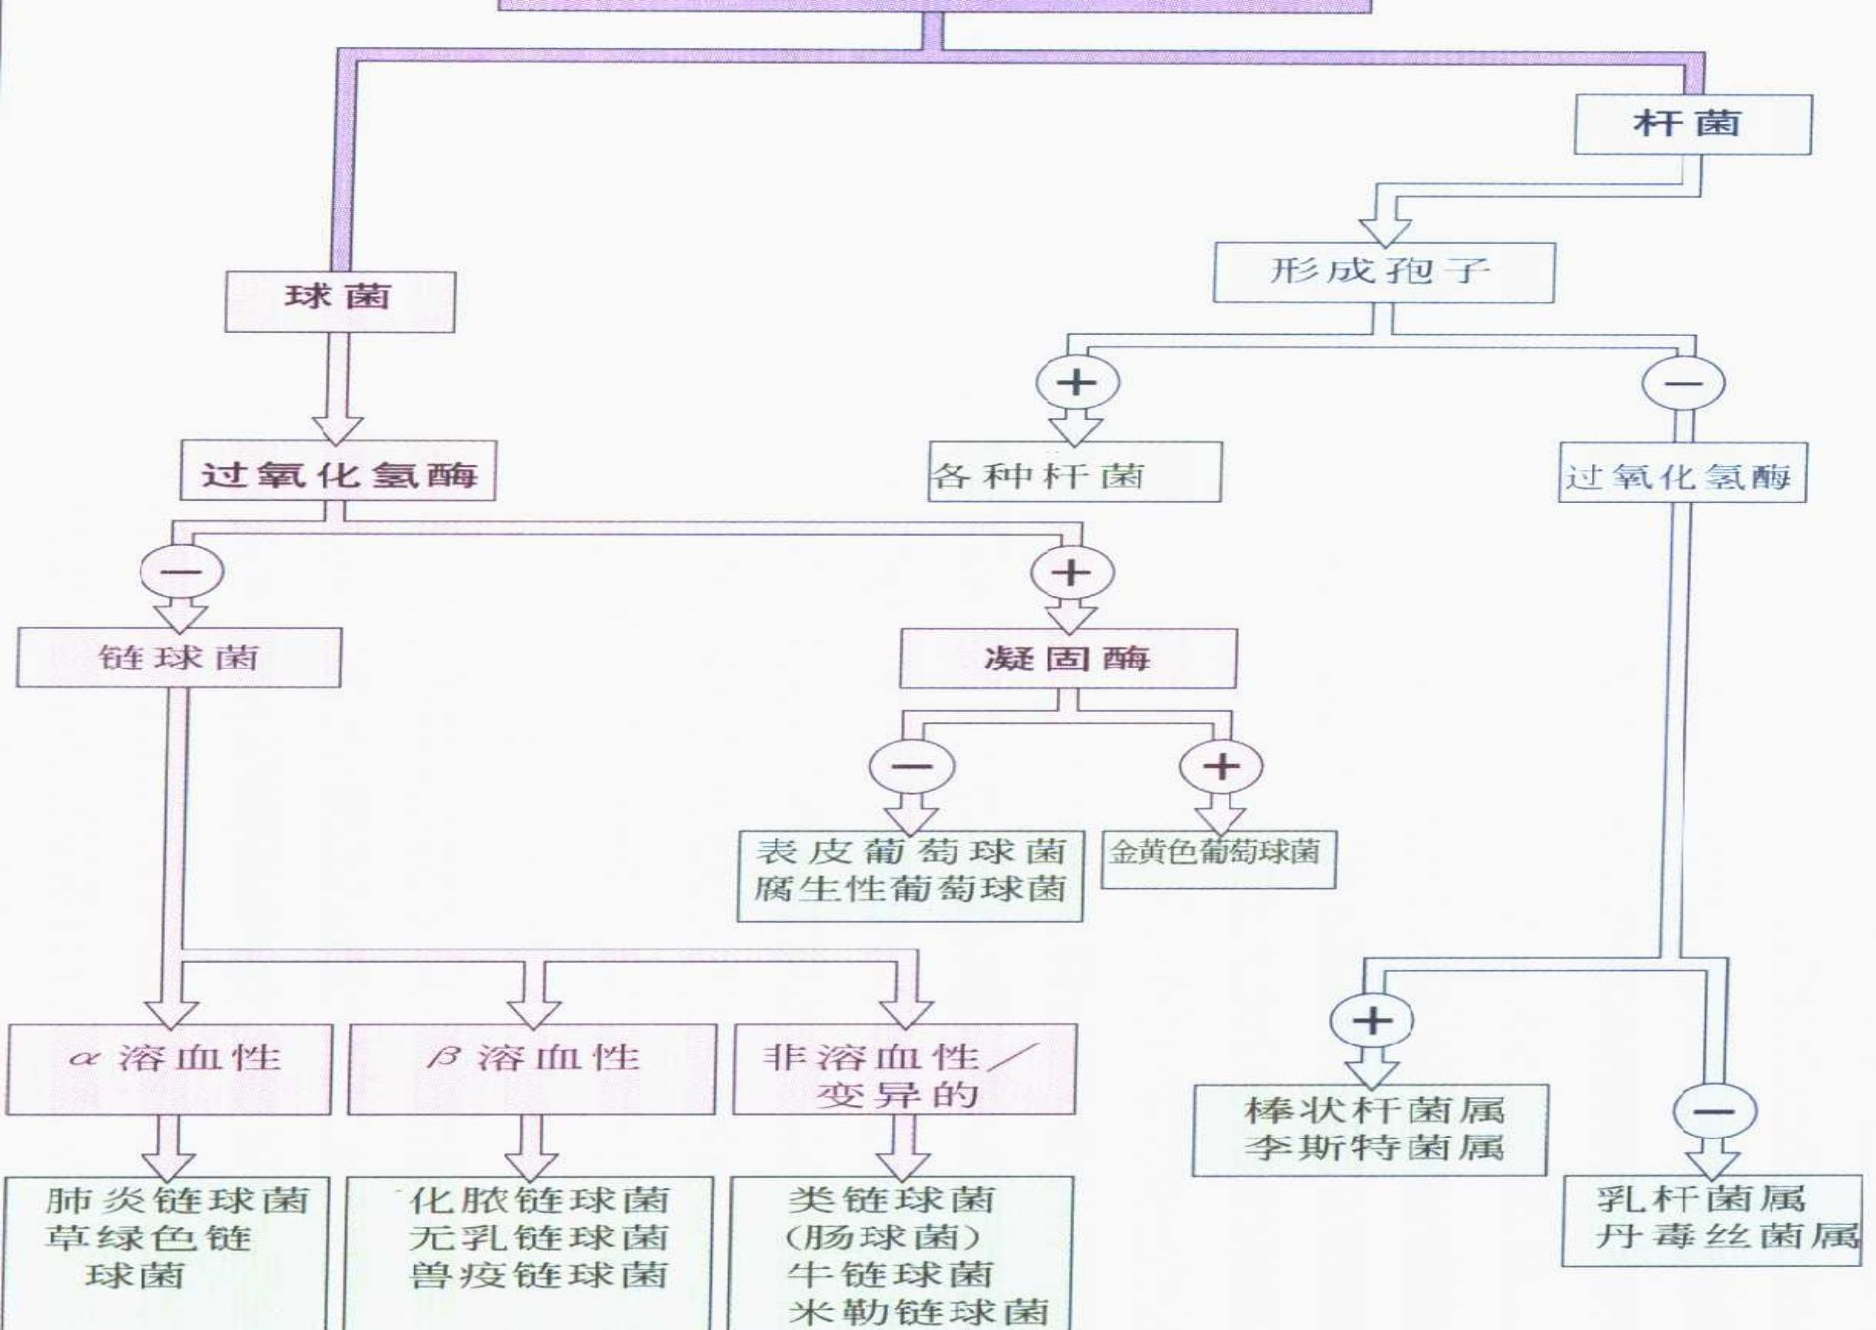 杆菌
形成孢子
球菌
+
−
过氧化氢酶
各种杆菌
过氧化氢酶
−
+
链球菌
凝固酶
−
+
表皮葡萄球菌
腐生性葡萄球菌
金黄色葡萄球菌
+
−
α溶血性
β溶血性
非溶血性/
变异的
棒状杆菌属
李斯特菌属
肺炎链球菌
草绿色链
球菌
化脓链球菌
无乳链球菌
兽疫链球菌
类链球菌
(肠球菌)
牛链球菌
米勒链球菌
乳杆菌属
丹毒丝菌属